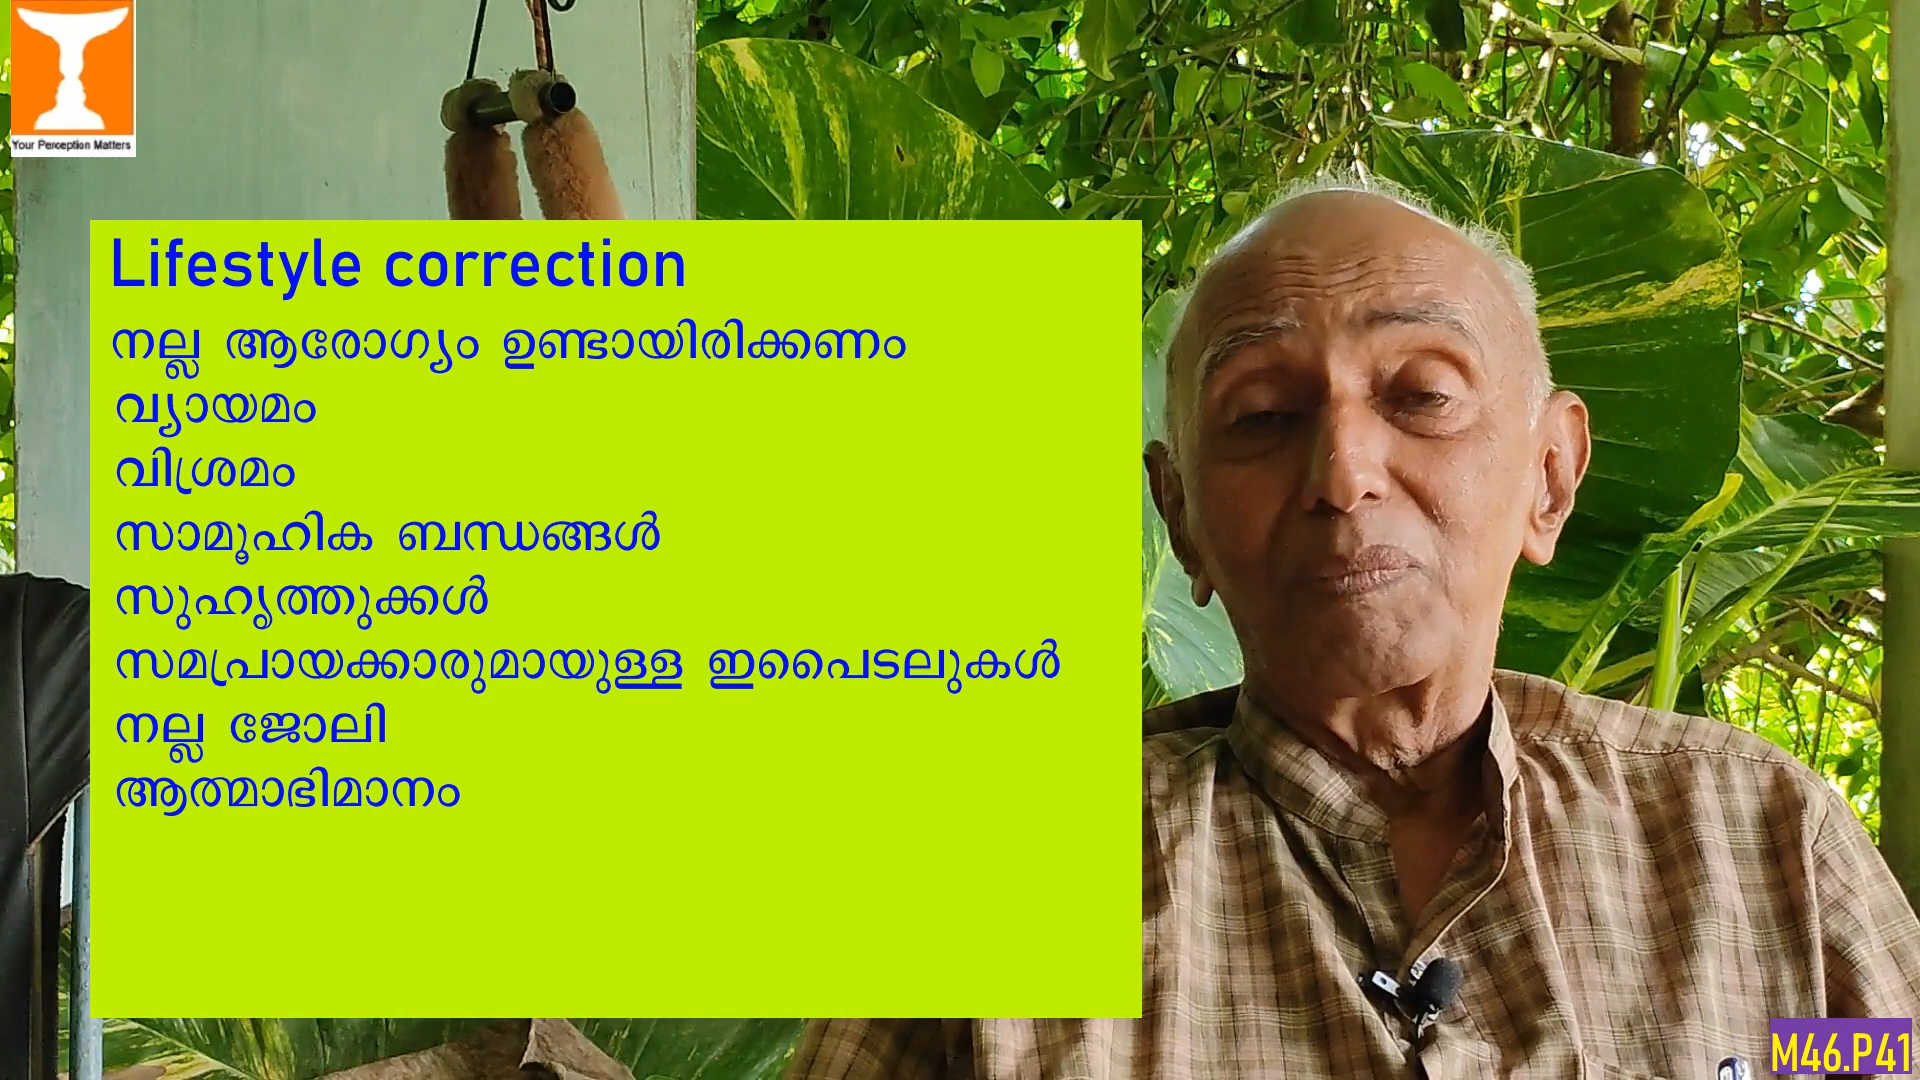 Your Perception Matters
Lifestyle correction
നല്ല ആരോഗ്യം ഉണ്ടായിരിക്കണം
വ്യായമം
വിശ്രമം
സാമൂഹിക ബന്ധങ്ങൾ
സുഹൃത്തുക്കൾ
സമപ്രായക്കാരുമായുള്ള ഇപൈടലുകൾ
നല്ല ജോലി
ആത്മാഭിമാനം
M46.P41